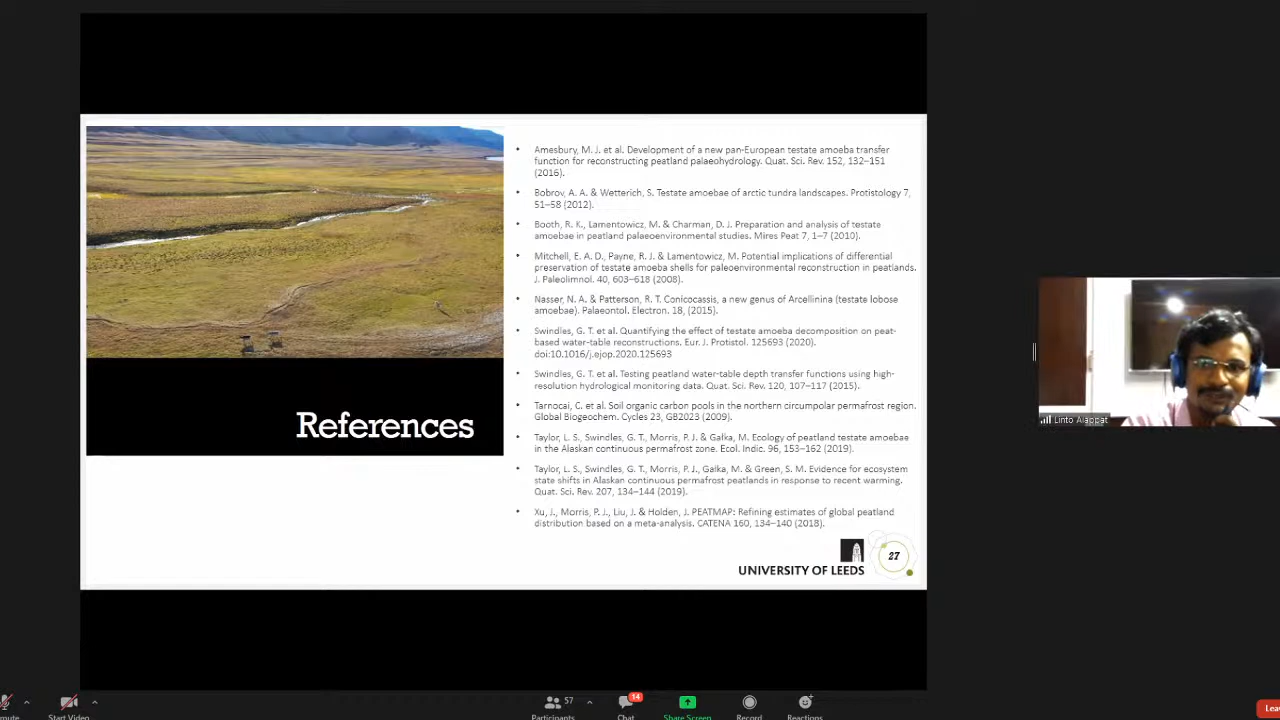 References
Amesbury, M. J. et al. Development of a new pan-European testate amoeba transfer
function for reconstructing peatland palaeohydrology. Quat. Sci. Rev. 152, 132–151
(2016).
Bobrov, A. A. & Wetterich, S. Testate amoebae of arctic tundra landscapes. Protistology 7,
51–58 (2012).
Booth, R. K., Lamentowicz, M. & Charman, D. J. Preparation and analysis of testate
amoebae in peatland palaeoenvironmental studies. Mires Peat 7, 1–7 (2010).
Mitchell, E. A. D., Payne, R. J. & Lamentowicz, M. Potential implications of differential
preservation of testate amoeba shells for paleoenvironmental reconstruction in peatlands.
J. Paleolimnol. 40, 603–618 (2008).
Nasser, N. A. & Patterson, R. T. Conicocassis, a new genus of Arcellinina (testate lobose
amoebae). Palaeontol. Electron. 18, (2015).
Swindles, G. T. et al. Quantifying the effect of testate amoeba decomposition on peat-
based water-table reconstructions. Eur. J. Protistol. 125693 (2020).
doi:10.1016/j.ejop.2020.125693
Swindles, G. T. et al. Testing peatland water-table depth transfer functions using high-
resolution hydrological monitoring data. Quat. Sci. Rev. 120, 107–117 (2015).
Tarnocai, C. et al. Soil organic carbon pools in the northern circumpolar permafrost region.
Global Biogeochem. Cycles 23, GB2023 (2009).
Taylor, L. S., Swindles, G. T., Morris, P. J. & Gałka, M. Ecology of peatland testate amoebae
in the Alaskan continuous permafrost zone. Ecol. Indic. 96, 153–162 (2019).
Taylor, L. S., Swindles, G. T., Morris, P. J., Gałka, M. & Green, S. M. Evidence for ecosystem
state shifts in Alaskan continuous permafrost peatlands in response to recent warming.
Quat. Sci. Rev. 207, 134–144 (2019).
Xu, J., Morris, P. J., Liu, J. & Holden, J. PEATMAP: Refining estimates of global peatland
distribution based on a meta-analysis. CATENA 160, 134–140 (2018).
UNIVERSITY OF LEEDS
27
Linto Alappat
mute
Start Video
57
Participants
14
Chat
Share Screen
Record
Reactions
Lea